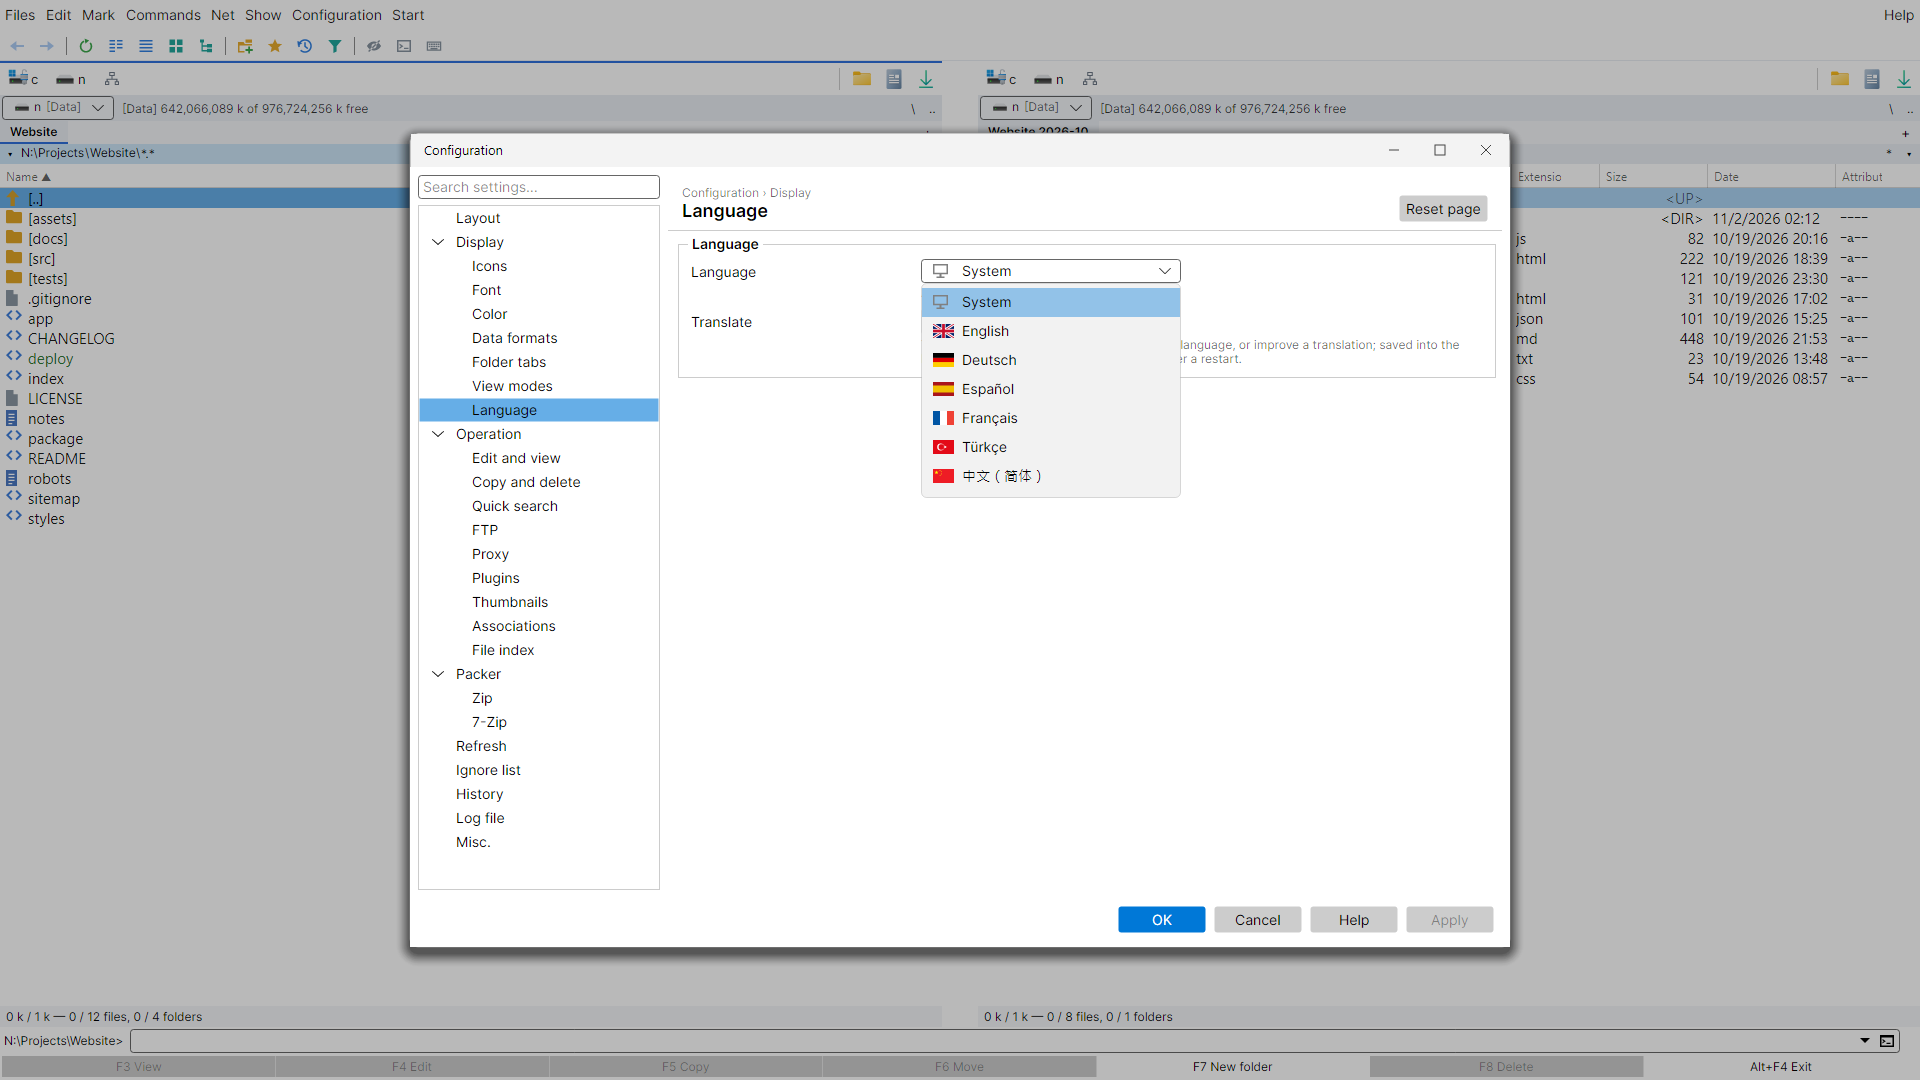 Files Edit Mark Commands Net Show Configuration Start Help
c n
c n
n [Data] [Data] 642,066,089 k of 976,724,256 k free \ ..
n [Data] [Data] 642,066,089 k of 976,724,256 k free \ ..
Website
Website 2026-10
+
N:\Projects\Website\*.*
*
Name
[..]
[assets]
[docs]
[src]
[tests]
.gitignore
app
CHANGELOG
deploy
index
LICENSE
notes
package
README
robots
sitemap
styles
Configuration
Search settings...
Layout
Display
Icons
Font
Color
Data formats
Folder tabs
View modes
Language
Operation
Edit and view
Copy and delete
Quick search
FTP
Proxy
Plugins
Thumbnails
Associations
File index
Packer
Zip
7-Zip
Refresh
Ignore list
History
Log file
Misc.
Configuration › Display
Language
Reset page
Language
Language
System
System
English
Deutsch
Español
Français
Türkçe
中文（简体）
Translate
language, or improve a translation; saved into the
a restart.
OK Cancel Help Apply
Extensio Size Date Attribut
<UP>
<DIR> 11/2/2026 02:12 ----
js 82 10/19/2026 20:16 -a--
html 222 10/19/2026 18:39 -a--
121 10/19/2026 23:30 -a--
html 31 10/19/2026 17:02 -a--
json 101 10/19/2026 15:25 -a--
md 448 10/19/2026 21:53 -a--
txt 23 10/19/2026 13:48 -a--
css 54 10/19/2026 08:57 -a--
0 k / 1 k — 0 / 12 files, 0 / 4 folders
0 k / 1 k — 0 / 8 files, 0 / 1 folders
N:\Projects\Website>
F3 View F4 Edit F5 Copy F6 Move F7 New folder F8 Delete Alt+F4 Exit